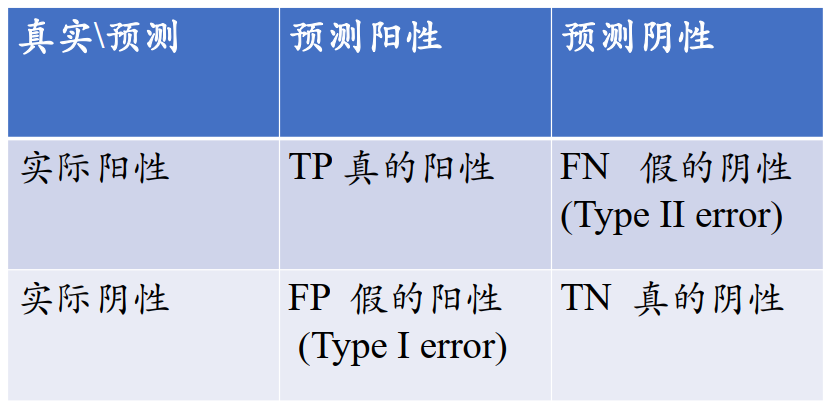 真实\预测 预测阳性 预测阴性
实际阳性 TP 真的阳性 FN 假的阴性
(Type II error)
实际阴性 FP 假的阳性 TN 真的阴性
(Type I error)